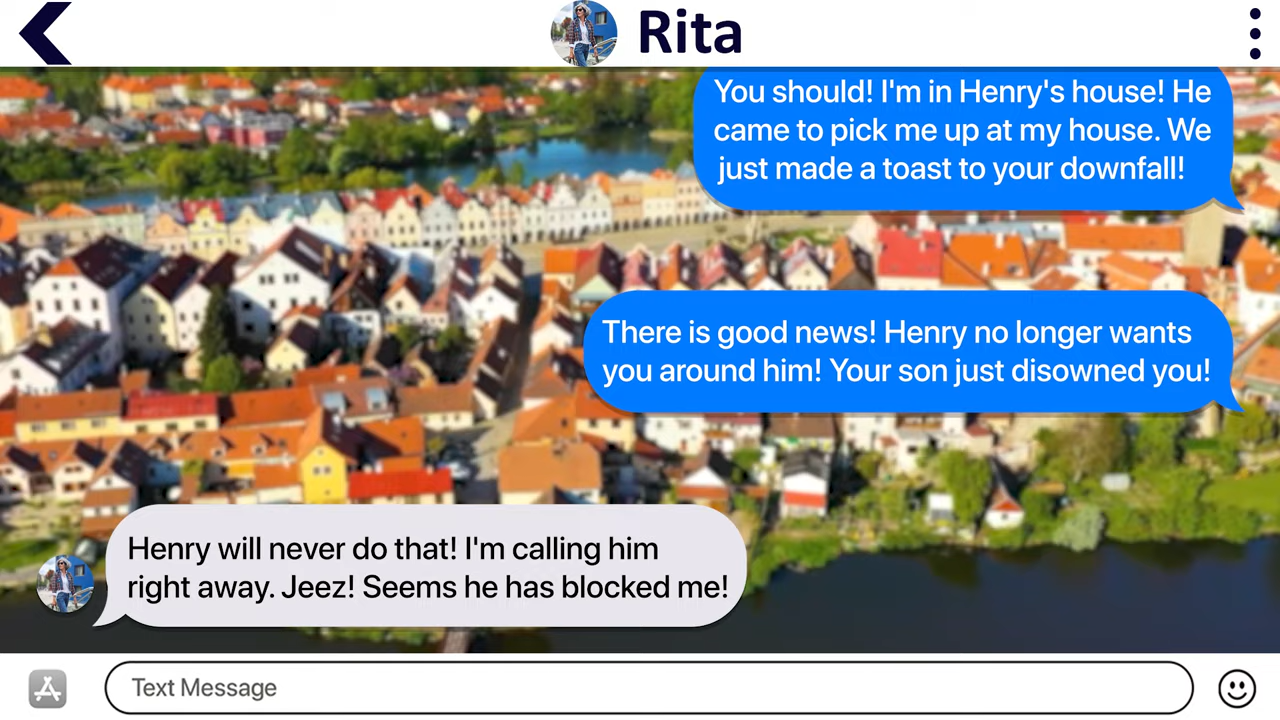 Rita
You should! I'm in Henry's house! He
came to pick me up at my house. We
just made a toast to your downfall!
There is good news! Henry no longer wants
you around him! Your son just disowned you!
Henry will never do that! I'm calling him
right away. Jeez! Seems he has blocked me!
Text Message